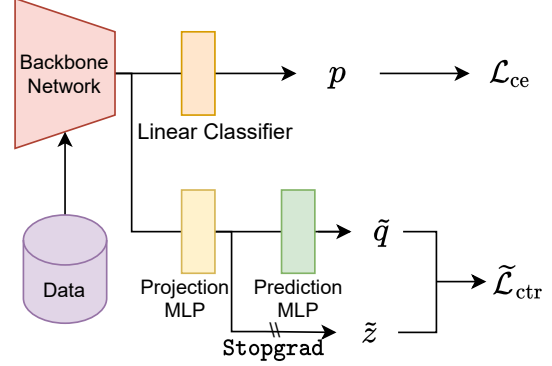 Backbone
Network
p
ℒce
Linear Classifier
Data
q̃
Projection
MLP
Prediction
MLP
ℒ̃ctr
z̃
Stopgrad